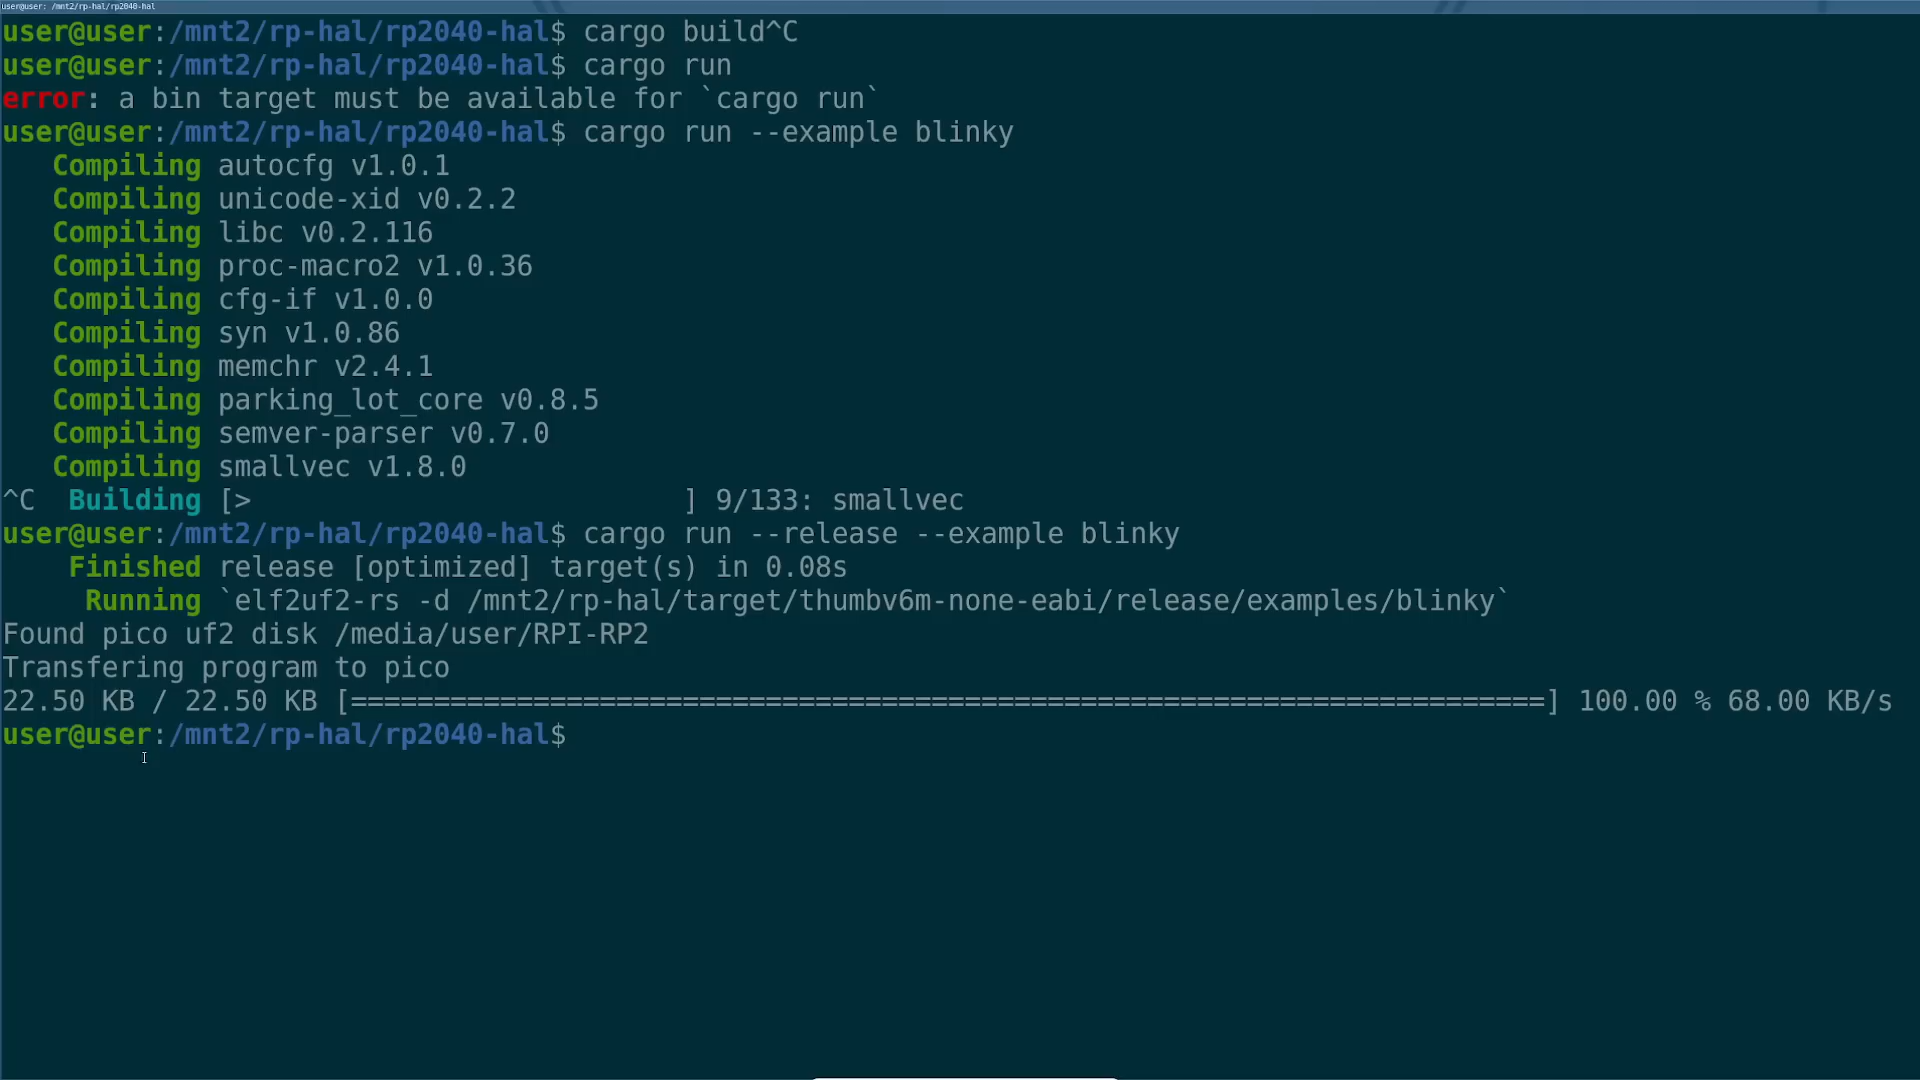 user@user: /mnt2/rp-hal/rp2040-hal
user@user:/mnt2/rp-hal/rp2040-hal$ cargo build^C
user@user:/mnt2/rp-hal/rp2040-hal$ cargo run
error: a bin target must be available for `cargo run`
user@user:/mnt2/rp-hal/rp2040-hal$ cargo run --example blinky
   Compiling autocfg v1.0.1
   Compiling unicode-xid v0.2.2
   Compiling libc v0.2.116
   Compiling proc-macro2 v1.0.36
   Compiling cfg-if v1.0.0
   Compiling syn v1.0.86
   Compiling memchr v2.4.1
   Compiling parking_lot_core v0.8.5
   Compiling semver-parser v0.7.0
   Compiling smallvec v1.8.0
^C  Building [>                          ] 9/133: smallvec
user@user:/mnt2/rp-hal/rp2040-hal$ cargo run --release --example blinky
    Finished release [optimized] target(s) in 0.08s
     Running `elf2uf2-rs -d /mnt2/rp-hal/target/thumbv6m-none-eabi/release/examples/blinky`
Found pico uf2 disk /media/user/RPI-RP2
Transfering program to pico
22.50 KB / 22.50 KB [========================================================================] 100.00 % 68.00 KB/s
user@user:/mnt2/rp-hal/rp2040-hal$